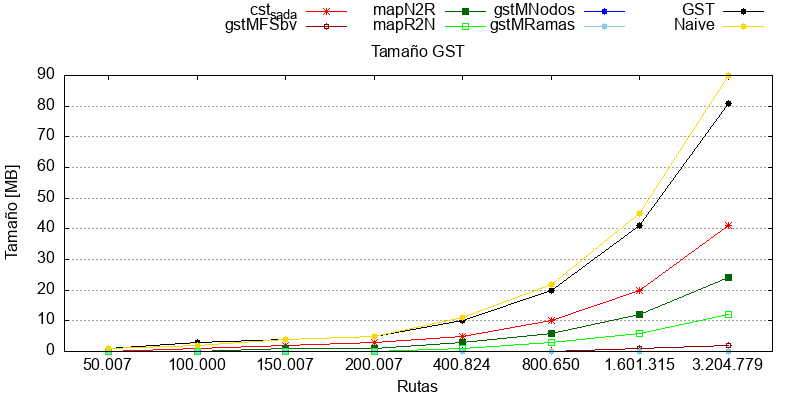 cst_sada mapN2R gstMNodos GST
gstMFSbv mapR2N gstMRamas Naive
Tamaño GST
90
80
70
60
50
40
30
20
10
0
Tamaño [MB]
50.007 100.000 150.007 200.007 400.824 800.650 1.601.315 3.204.779
Rutas